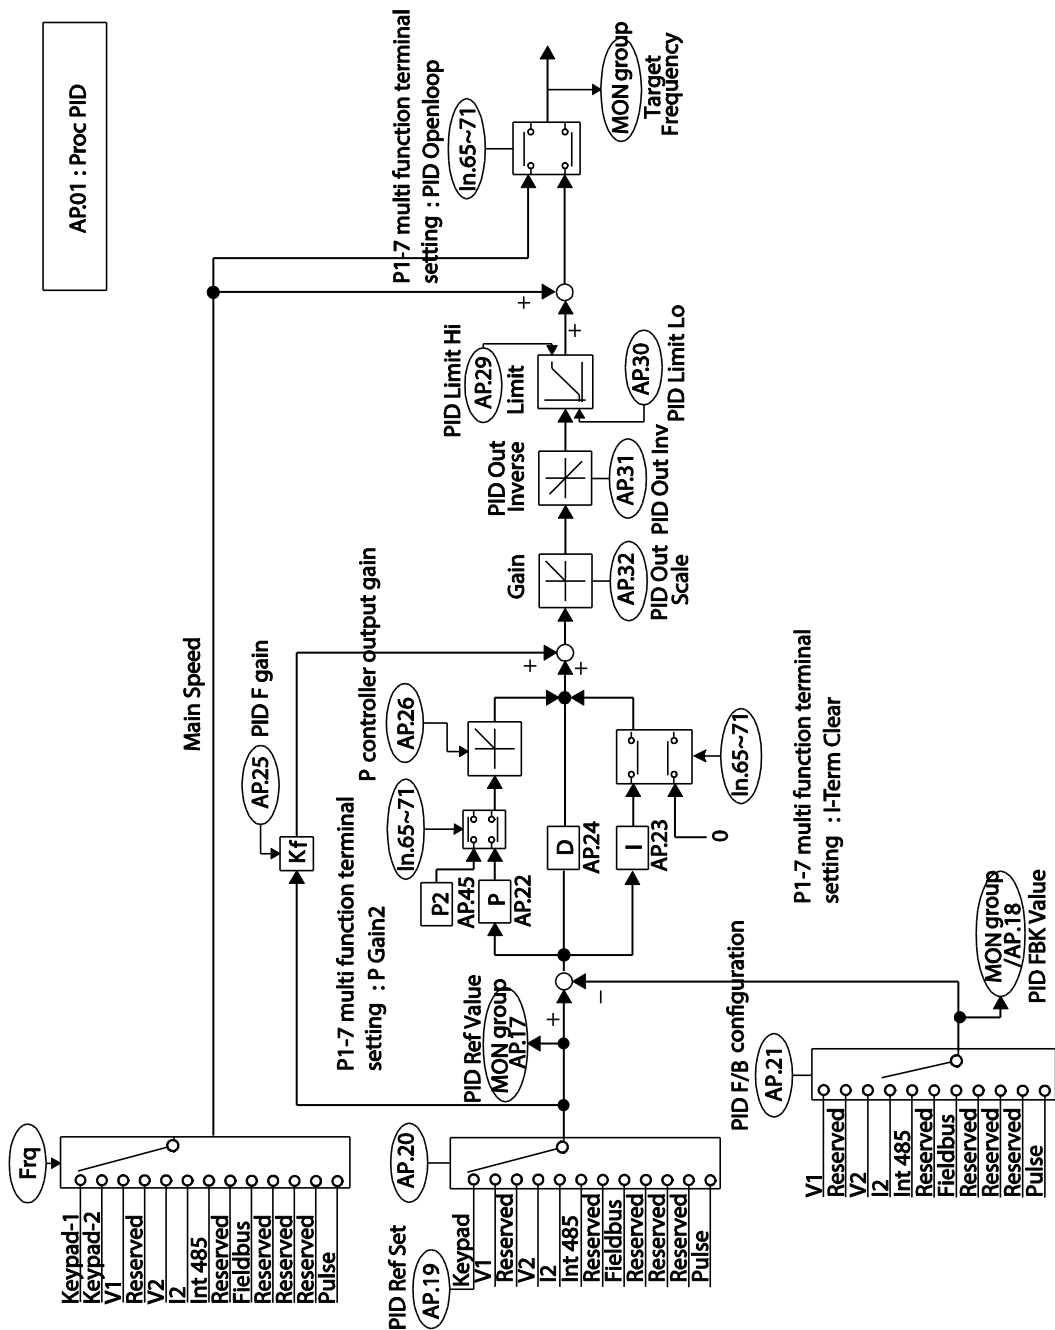 AP.01 : Proc PID
Frq
Keypad-1
Keypad-2
V1
Reserved
V2
I2
Int 485
Reserved
Fieldbus
Reserved
Reserved
Reserved
Pulse
Main Speed
AP.25
PID F gain
Kf
P1-7 multi function terminal
setting : P Gain2
In.65~71
P2
AP.45
P
AP.22
P controller output gain
AP.26
D
AP.24
I
AP.23
0
In.65~71
P1-7 multi function terminal
setting : I-Term Clear
PID Ref Set
AP.19
AP.20
Keypad
V1
Reserved
V2
I2
Int 485
Reserved
Fieldbus
Reserved
Reserved
Reserved
Pulse
PID Ref Value
MON group
AP.17
+
−
PID F/B configuration
AP.21
V1
Reserved
V2
I2
Int 485
Reserved
Fieldbus
Reserved
Reserved
Reserved
Pulse
MON group
/AP.18
PID FBK Value
+
+
Gain
AP.32
PID Out
Scale
PID Out
Inverse
AP.31
PID Out Inv
PID Limit Hi
AP.29
Limit
AP.30
PID Limit Lo
+
+
P1-7 multi function terminal
setting : PID Openloop
In.65~71
MON group
Target
Frequency